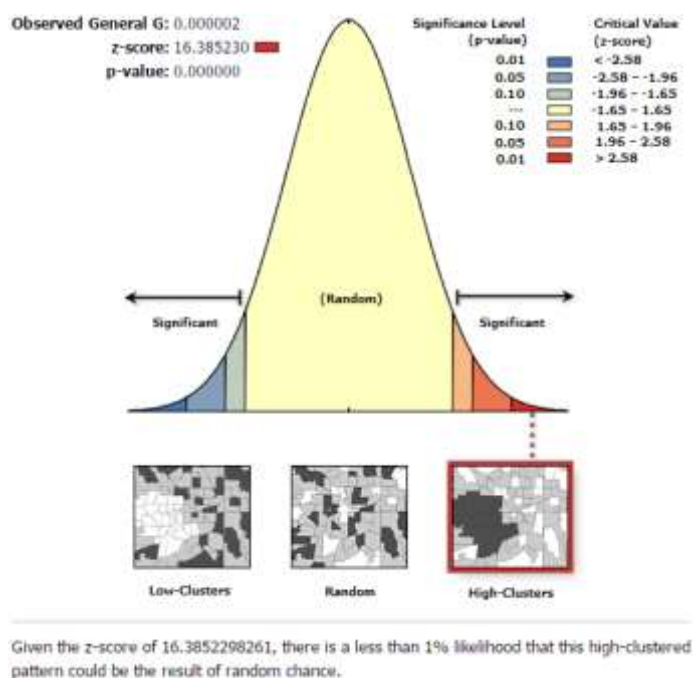 Observed General G: 0.000002
z-score: 16.385230
p-value: 0.000000
Significance Level
(p-value)
Critical Value
(z-score)
0.01 < -2.58
0.05 -2.58 - -1.96
0.10 -1.96 - -1.65
--- -1.65 - 1.65
0.10 1.65 - 1.96
0.05 1.96 - 2.58
0.01 > 2.58
(Random)
Significant
Significant
Low-Clusters
Random
High-Clusters
Given the z-score of 16.3852298261, there is a less than 1% likelihood that this high-clustered
pattern could be the result of random chance.